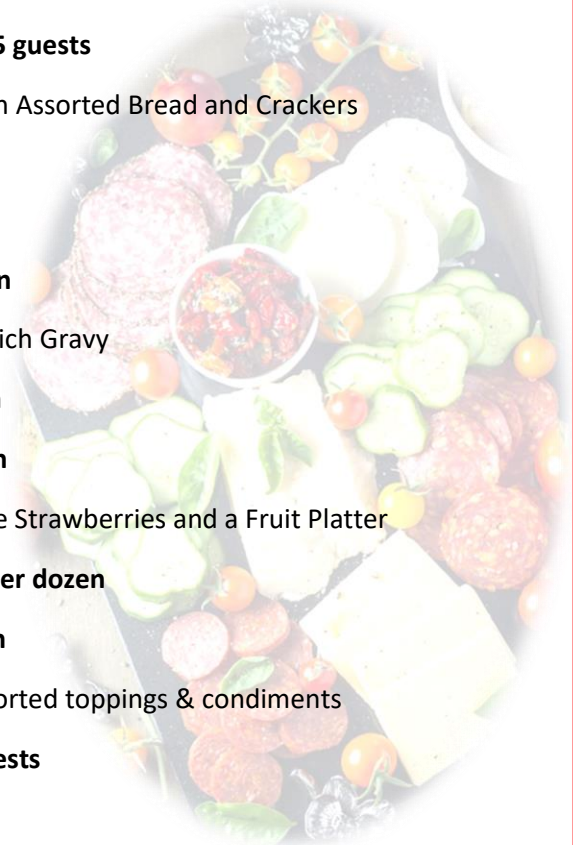 5 guests
n Assorted Bread and Crackers
n
ich Gravy
n
e Strawberries and a Fruit Platter
er dozen
n
orted toppings & condiments
ests